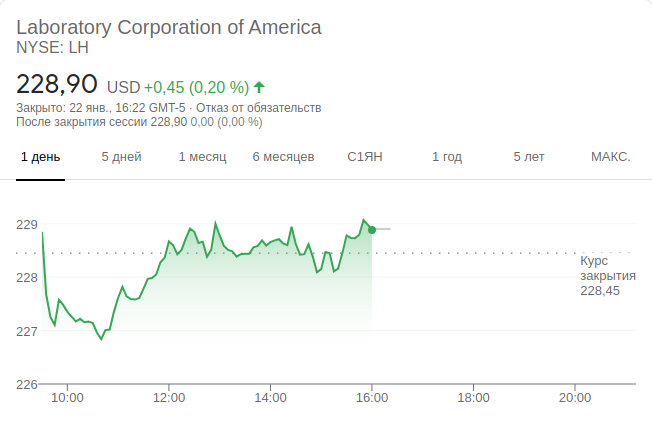 Laboratory Corporation of America
NYSE: LH
228,90 USD +0,45 (0,20 %)
Закрыто: 22 янв., 16:22 GMT-5 · Отказ от обязательств
После закрытия сессии 228,90 0,00 (0,00 %)
1 день 5 дней 1 месяц 6 месяцев С1ЯН 1 год 5 лет МАКС.
229
Курс
закрытия
228,45
228
227
226
10:00 12:00 14:00 16:00 18:00 20:00